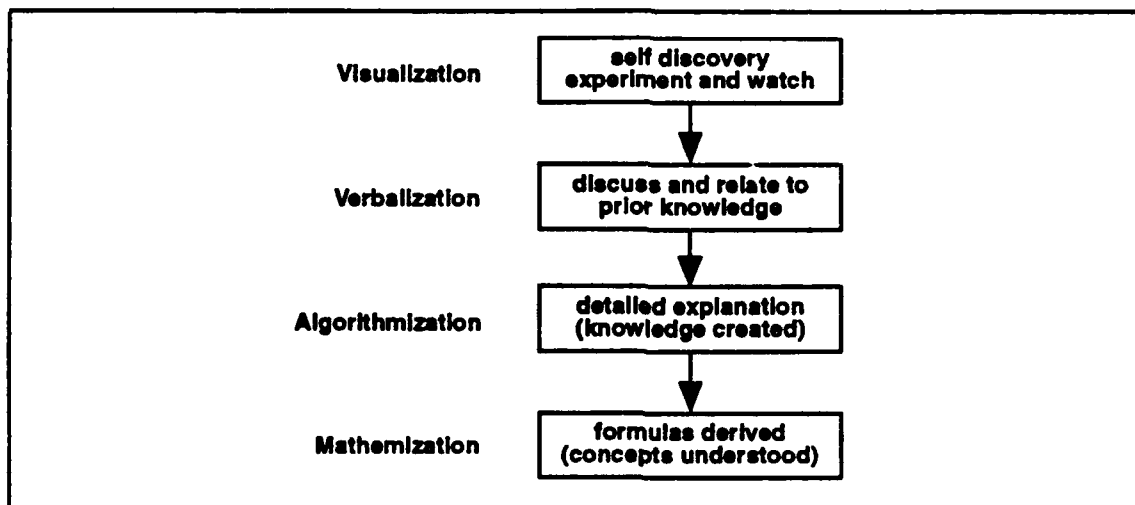 Visualization
self discovery
experiment and watch
Verbalization
discuss and relate to
prior knowledge
Algorithmization
detailed explanation
(knowledge created)
Mathemization
formulas derived
(concepts understood)